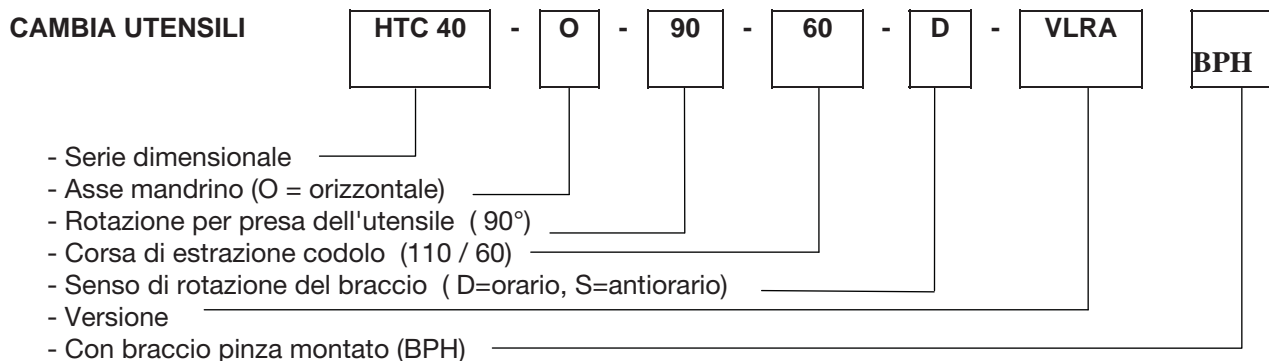 CAMBIA UTENSILI HTC 40 - O - 90 - 60 - D - VLRA BPH
- Serie dimensionale
- Asse mandrino (O = orizzontale)
- Rotazione per presa dell'utensile ( 90°)
- Corsa di estrazione codolo (110 / 60)
- Senso di rotazione del braccio ( D=orario, S=antiorario)
- Versione
- Con braccio pinza montato (BPH)